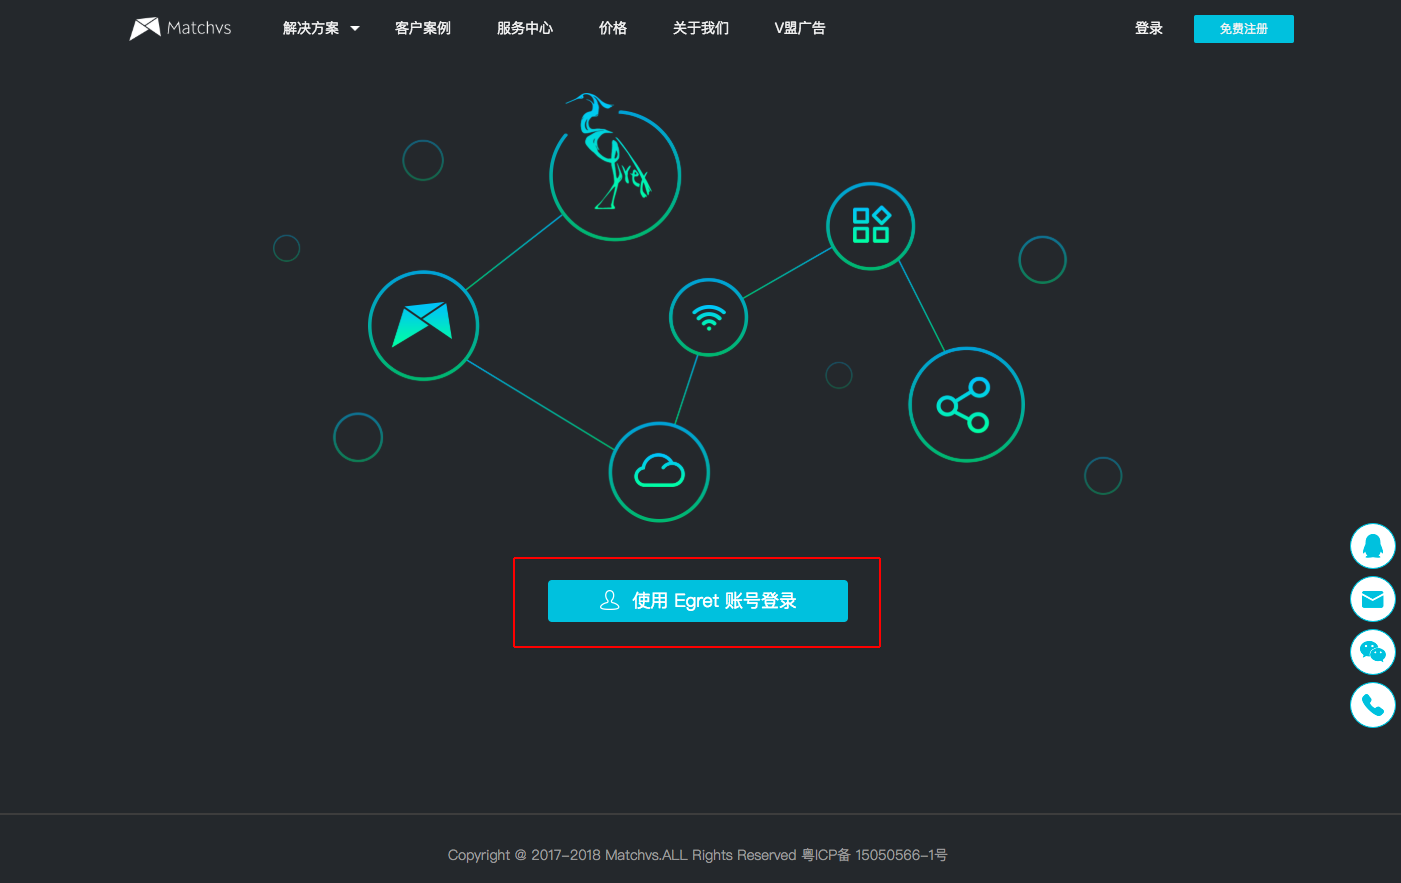 Matchvs
解决方案 客户案例 服务中心 价格 关于我们 V盟广告 登录 免费注册
Egret
使用 Egret 账号登录
Copyright @ 2017-2018 Matchvs.ALL Rights Reserved 粤ICP备 15050566-1号